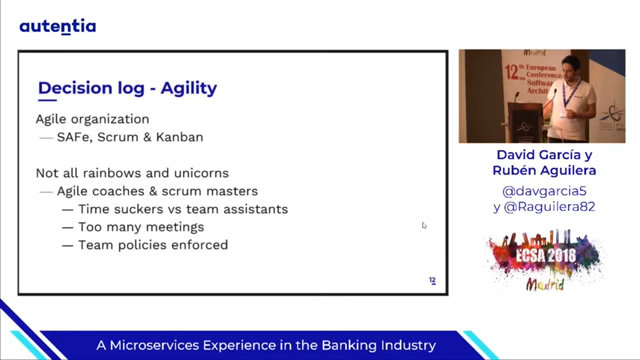 autentia
Decision log - Agility
Agile organization
— SAFe, Scrum & Kanban
Not all rainbows and unicorns
— Agile coaches & scrum masters
— Time suckers vs team assistants
— Too many meetings
— Team policies enforced
12
Madrid
12th European
Conference
Software
Archit
David García y
Rubén Aguilera
@davgarcia5
y @Raguilera82
ECSA 2018
Madrid
A Microservices Experience in the Banking Industry